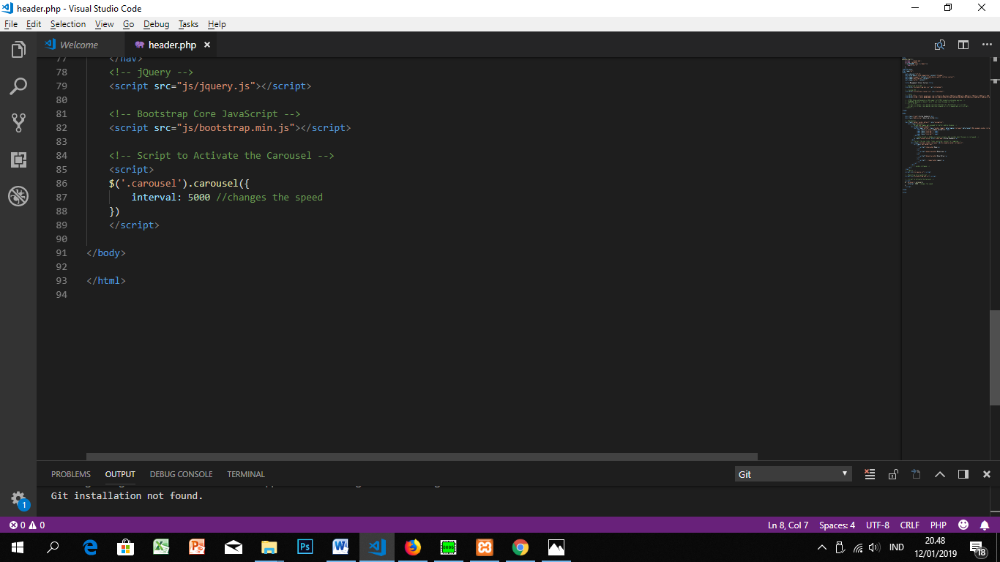 header.php - Visual Studio Code
File Edit Selection View Go Debug Tasks Help
Welcome header.php
77 </nav>
78 <!-- jQuery -->
79 <script src="js/jquery.js"></script>
80
81 <!-- Bootstrap Core JavaScript -->
82 <script src="js/bootstrap.min.js"></script>
83
84 <!-- Script to Activate the Carousel -->
85 <script>
86 $('.carousel').carousel({
87 interval: 5000 //changes the speed
88 })
89 </script>
90
91 </body>
92
93 </html>
94
PROBLEMS OUTPUT DEBUG CONSOLE TERMINAL Git
Git installation not found.
1
0 0 Ln 8, Col 7 Spaces: 4 UTF-8 CRLF PHP
IND 20.48
12/01/2019 18